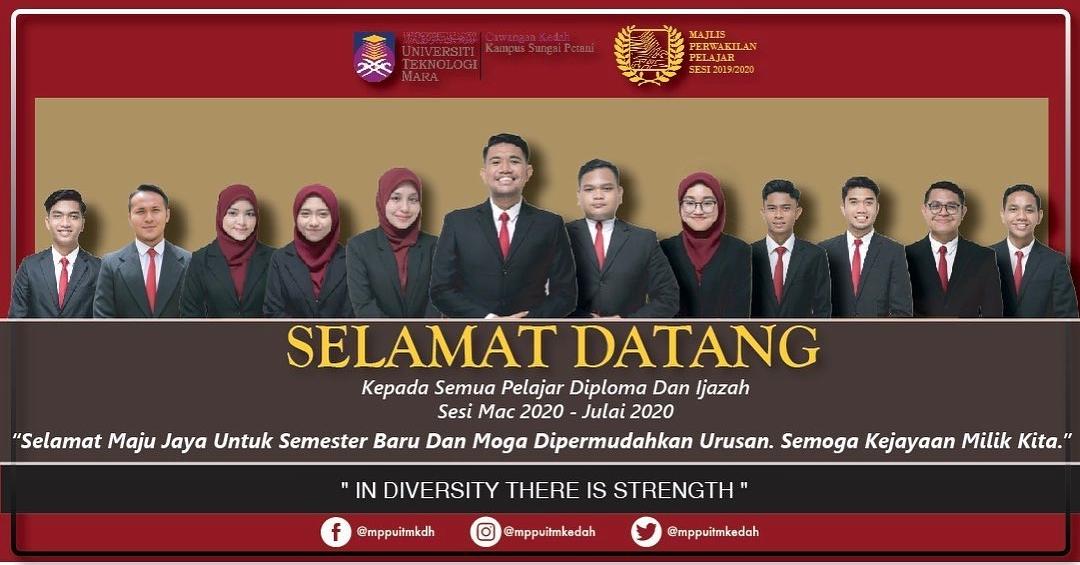 Cawangan Kedah
UNIVERSITI
TEKNOLOGI
MARA
Kampus Sungai Petani
MAJLIS
PERWAKILAN
PELAJAR
SESI 2019/2020
SELAMAT DATANG
Kepada Semua Pelajar Diploma Dan Ijazah
Sesi Mac 2020 - Julai 2020
“Selamat Maju Jaya Untuk Semester Baru Dan Moga Dipermudahkan Urusan. Semoga Kejayaan Milik Kita.”
" IN DIVERSITY THERE IS STRENGTH "
@mppuitmkdh @mppuitmkedah @mppuitmkedah